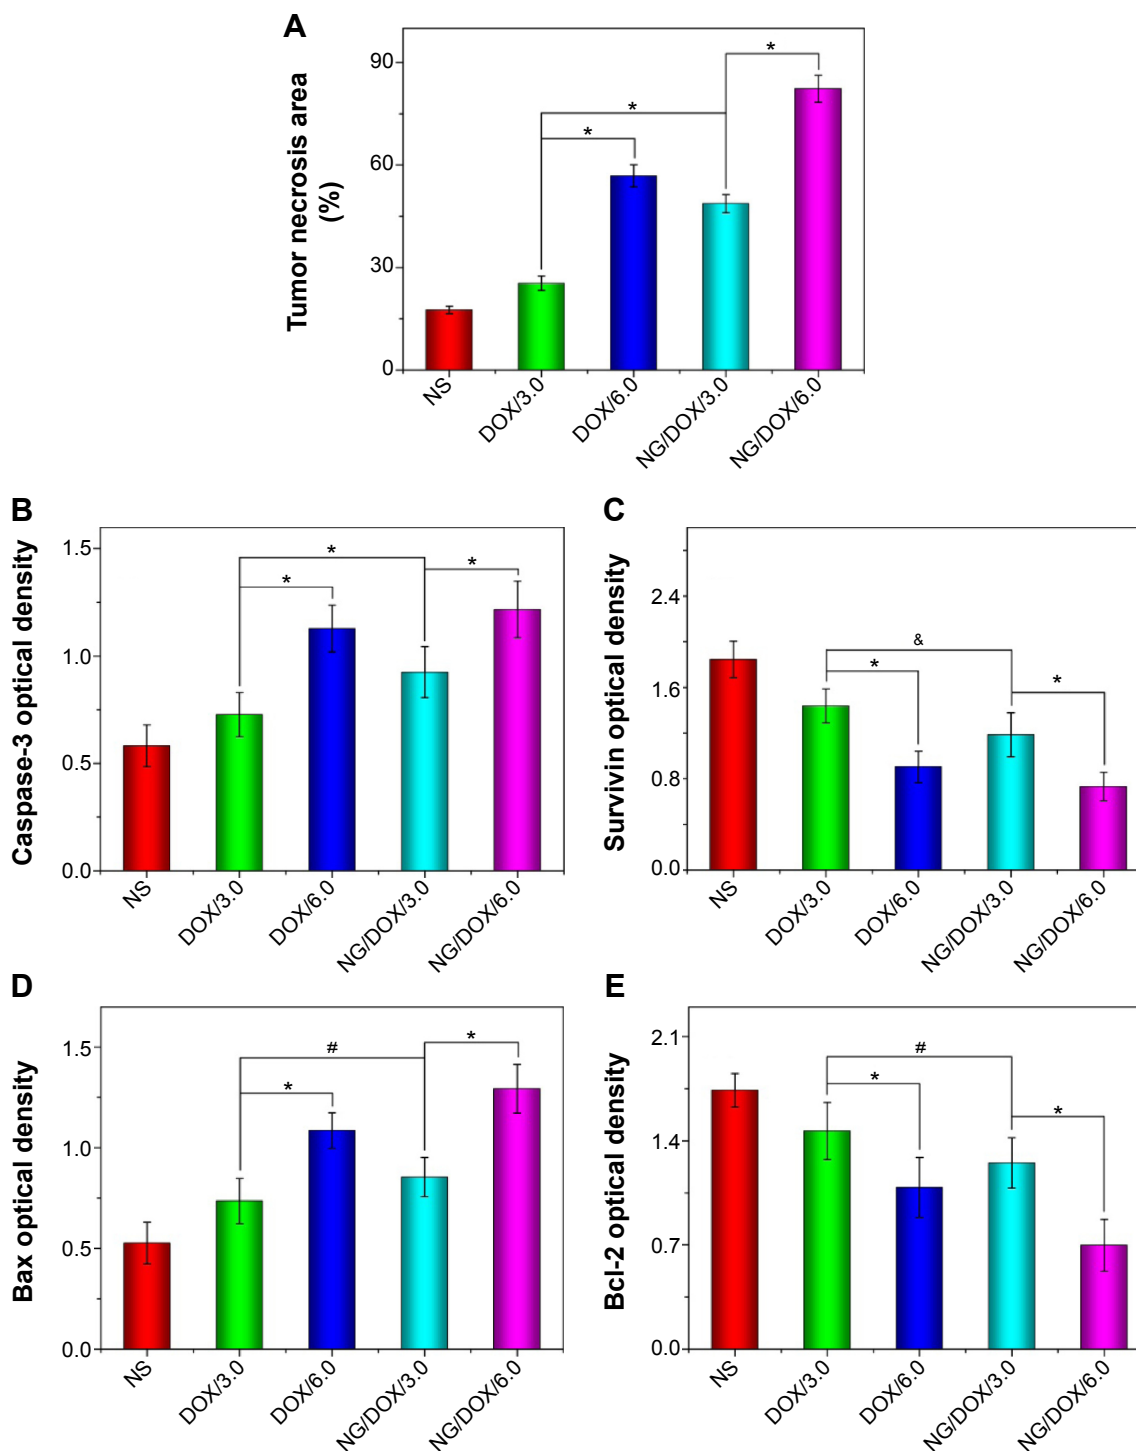 A
Tumor necrosis area
(%)
90
60
30
0
*
*
*
NS
DOX/3.0
DOX/6.0
NG/DOX/3.0
NG/DOX/6.0
B
Caspase-3 optical density
1.5
1.0
0.5
0.0
*
*
*
NS
DOX/3.0
DOX/6.0
NG/DOX/3.0
NG/DOX/6.0
C
Survivin optical density
2.4
1.6
0.8
0.0
&
*
*
NS
DOX/3.0
DOX/6.0
NG/DOX/3.0
NG/DOX/6.0
D
Bax optical density
1.5
1.0
0.5
0.0
*
#
*
NS
DOX/3.0
DOX/6.0
NG/DOX/3.0
NG/DOX/6.0
E
Bcl-2 optical density
2.1
1.4
0.7
0.0
#
*
*
NS
DOX/3.0
DOX/6.0
NG/DOX/3.0
NG/DOX/6.0